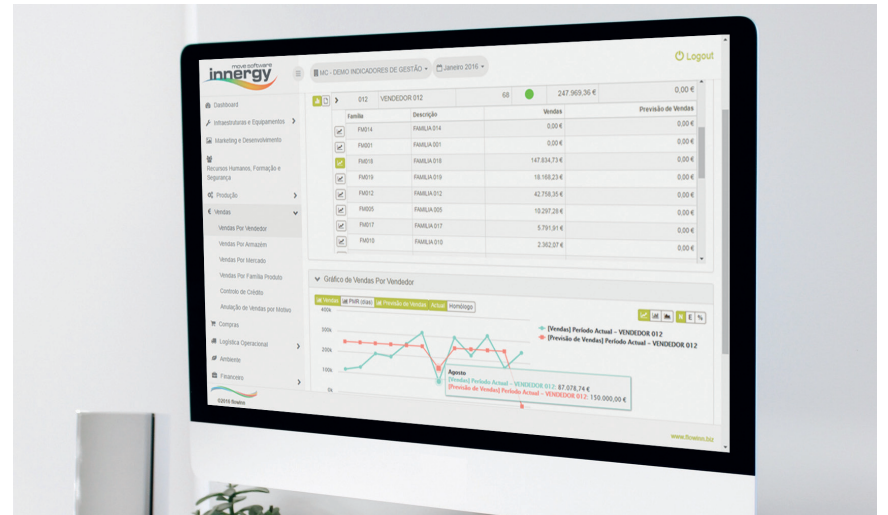 move software
innergy
MC - DEMO INDICADORES DE GESTÃO
Janeiro 2016
Logout
Dashboard
Infraestruturas e Equipamentos
Marketing e Desenvolvimento
Recursos Humanos, Formação e
Segurança
Produção
Vendas
Vendas Por Vendedor
Vendas Por Armazém
Vendas Por Mercado
Vendas Por Família Produto
Controlo de Crédito
Anulação de Vendas por Motivo
Compras
Logística Operacional
Ambiente
Financeiro
©2016 flowinn
012 VENDEDOR 012 68 247 969,36 € 0,00 €
Família Descrição Vendas Previsão de Vendas
FM014 FAMILIA 014 0,00 € 0,00 €
FM001 FAMILIA 001 0,00 € 0,00 €
FM018 FAMILIA 018 147.634,73 € 0,00 €
FM019 FAMILIA 019 18.168,23 € 0,00 €
FM012 FAMILIA 012 42.758,35 € 0,00 €
FM005 FAMILIA 005 10.297,28 € 0,00 €
FM017 FAMILIA 017 5.791,91 € 0,00 €
FM010 FAMILIA 010 2.362,07 € 0,00 €
Gráfico de Vendas Por Vendedor
Vendas PMR (dias) Previsão de Vendas Actual Homólogo
N E %
400k
300k
200k
100k
0k
[Vendas] Período Actual – VENDEDOR 012
[Previsão de Vendas] Período Actual – VENDEDOR 012
Agosto
[Vendas] Período Actual – VENDEDOR 012: 87.078,74 €
[Previsão de Vendas] Período Actual – VENDEDOR 012: 150.000,00 €
www.flowinn.biz